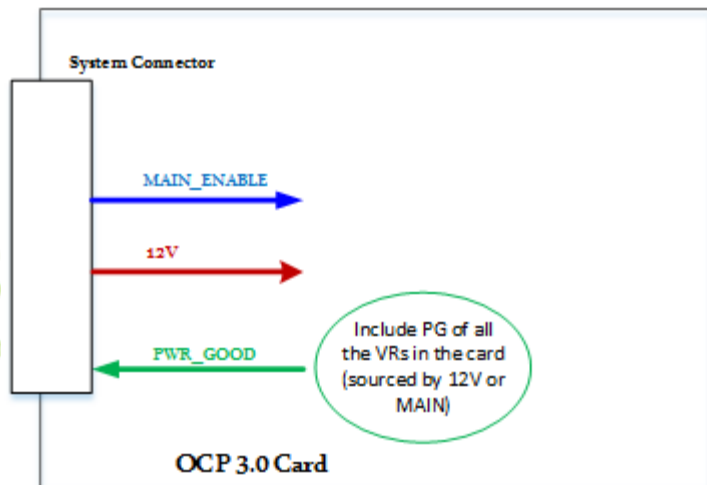 System Connector
MAIN_ENABLE
12V
PWR_GOOD
Include PG of all
the VRs in the card
(sourced by 12V or
MAIN)
OCP 3.0 Card